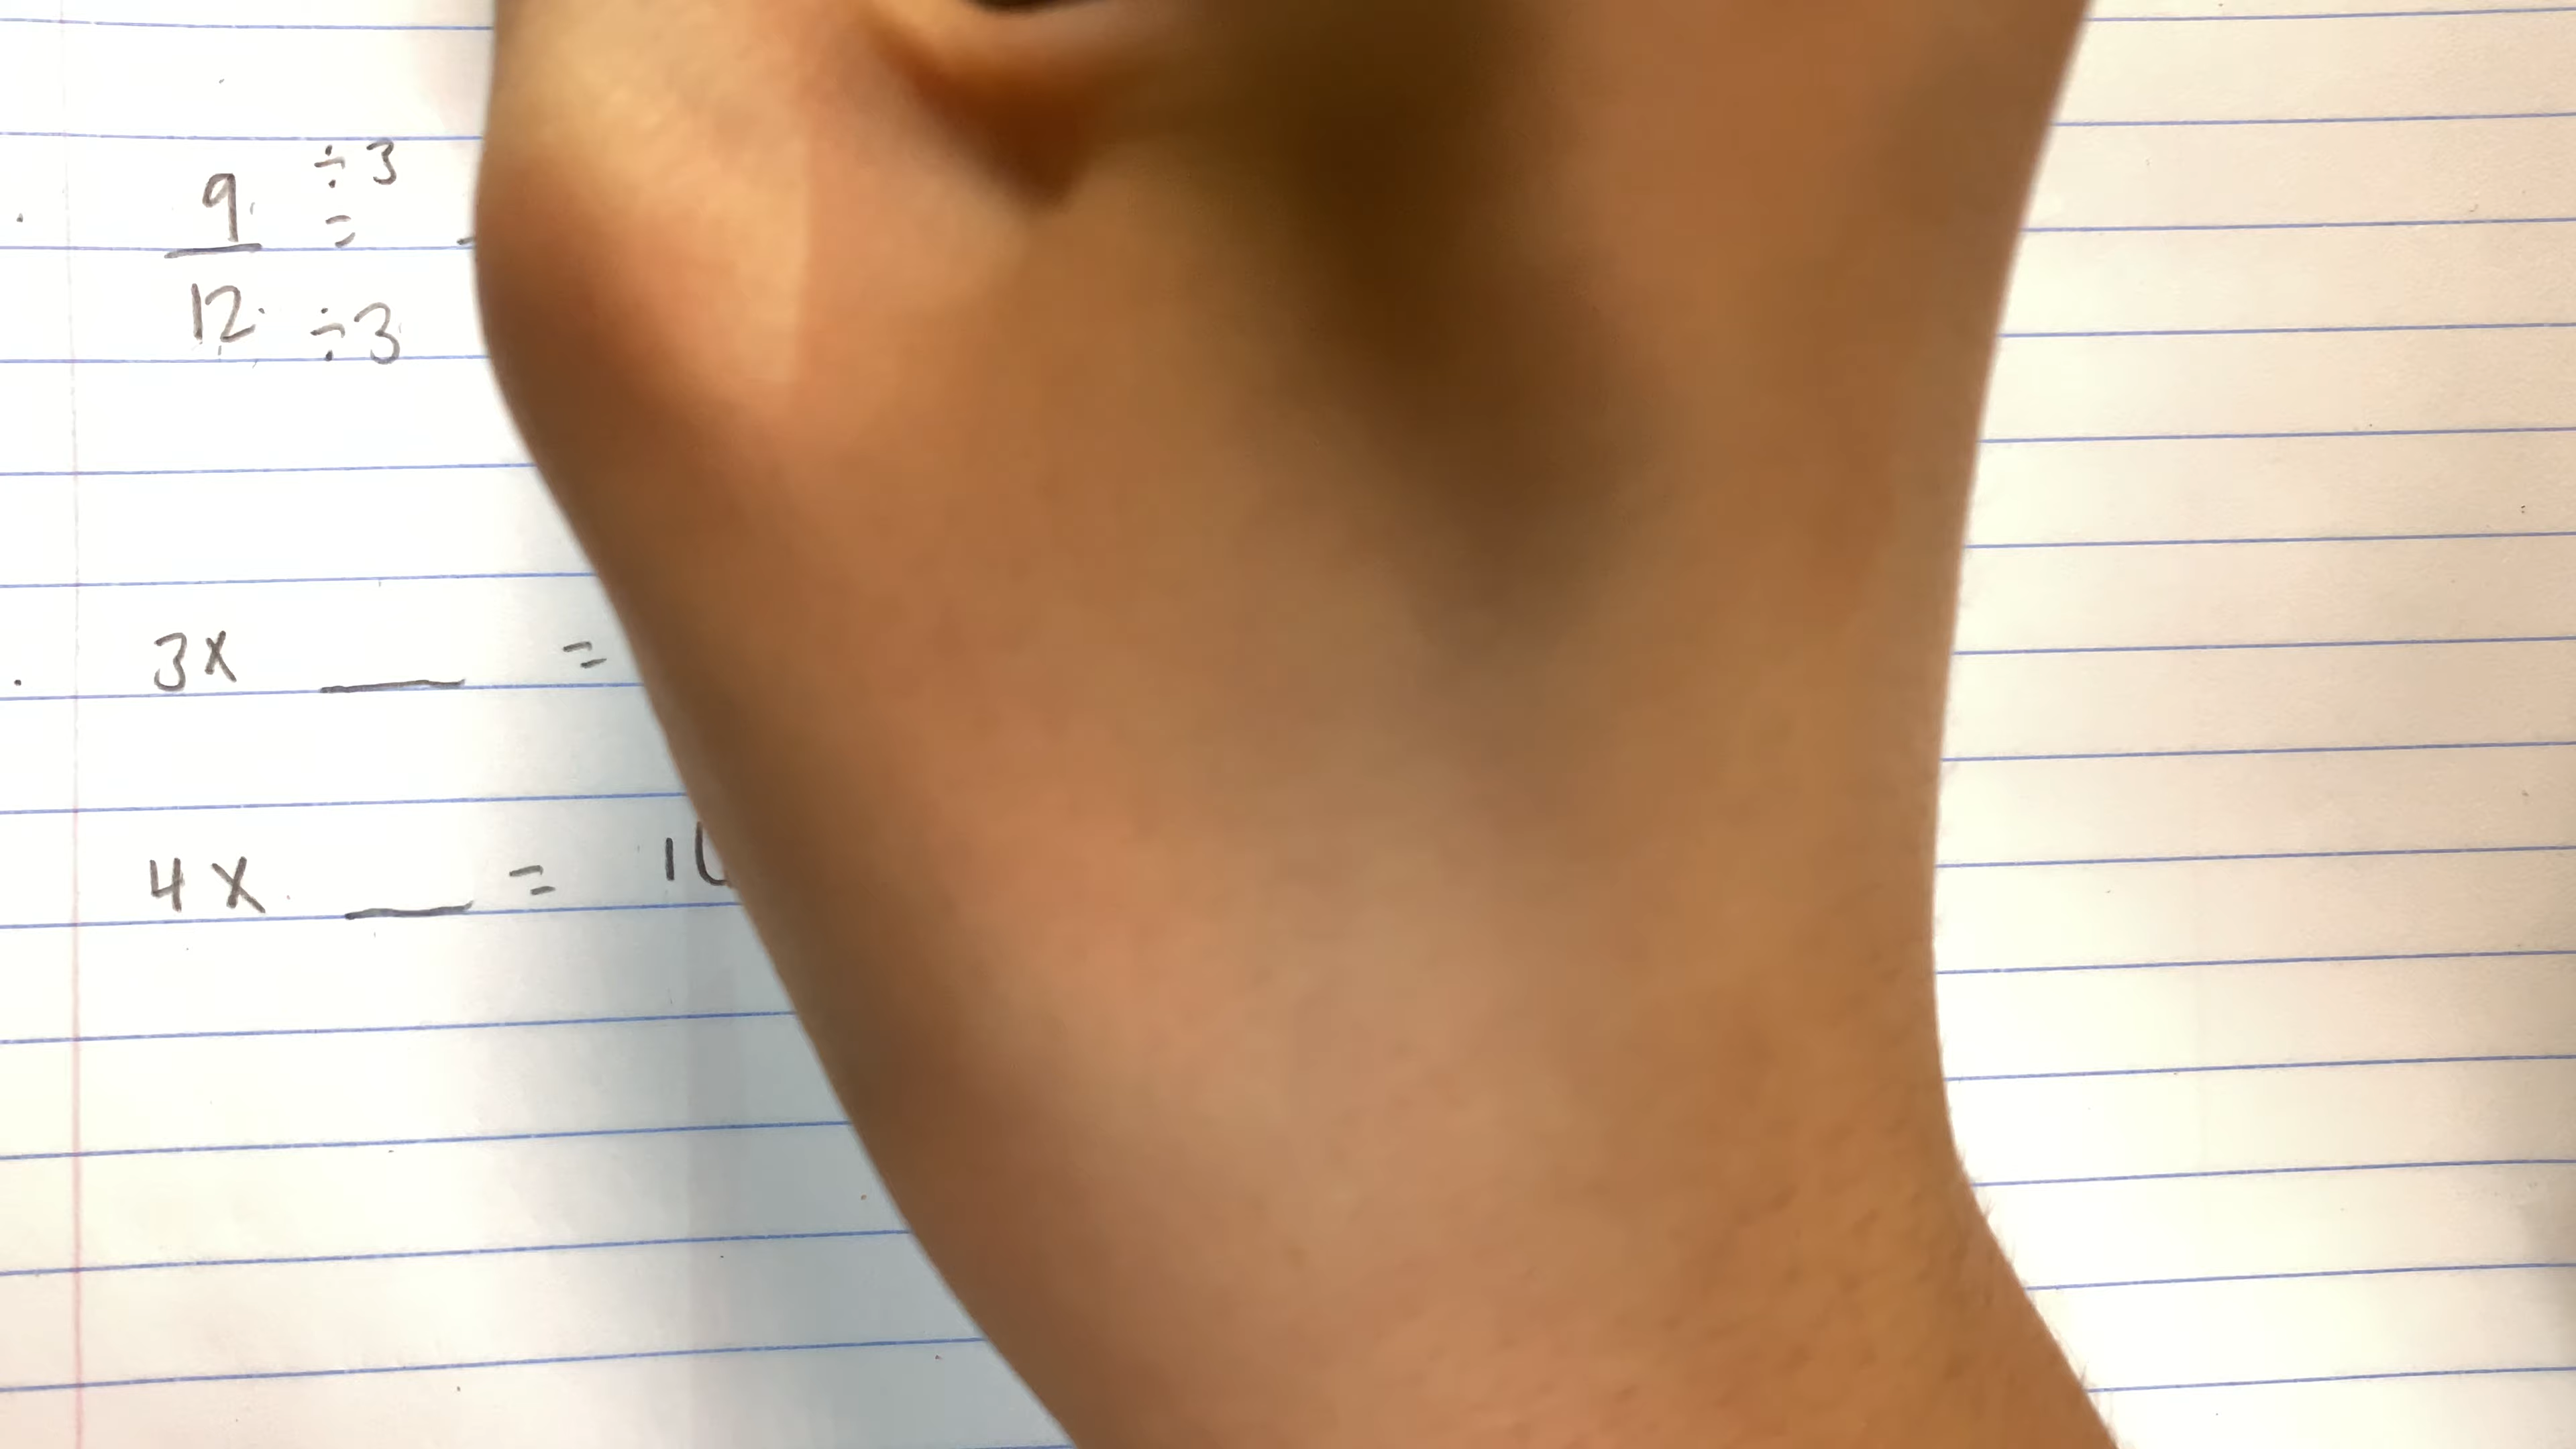 ÷3
9 =
12 ÷3
3x ___ =
4x ___ =